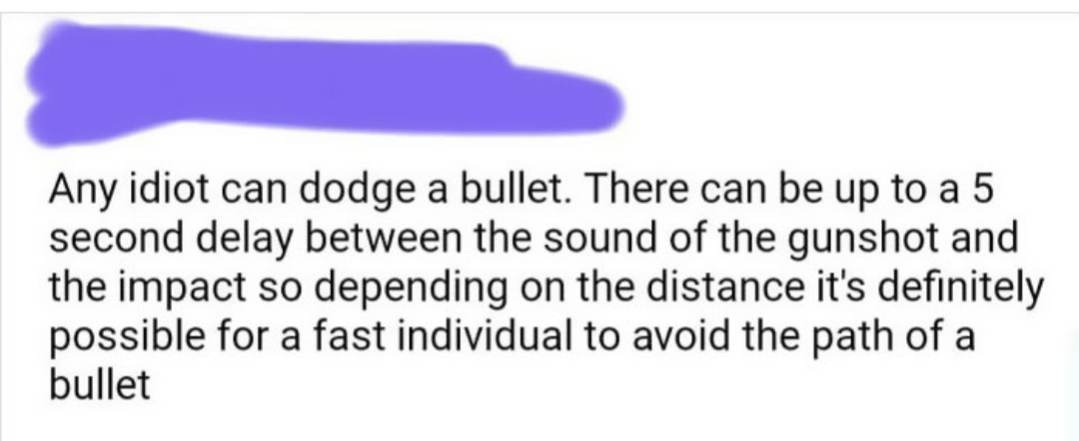 Any idiot can dodge a bullet. There can be up to a 5
second delay between the sound of the gunshot and
the impact so depending on the distance it's definitely
possible for a fast individual to avoid the path of a
bullet